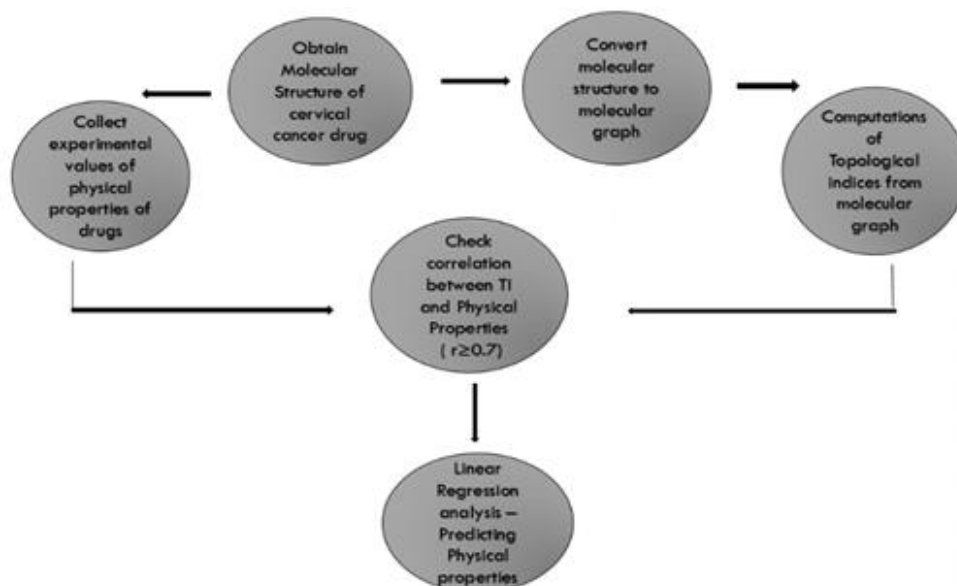 Obtain
Molecular
Structure of
cervical
cancer drug
Convert
molecular
structure to
molecular
graph
Collect
experimental
values of
physical
properties of
drugs
Computations
of
Topological
indices from
molecular
graph
Check
correlation
between TI
and Physical
Properties
( r≥0.7)
Linear
Regression
analysis –
Predicting
Physical
properties